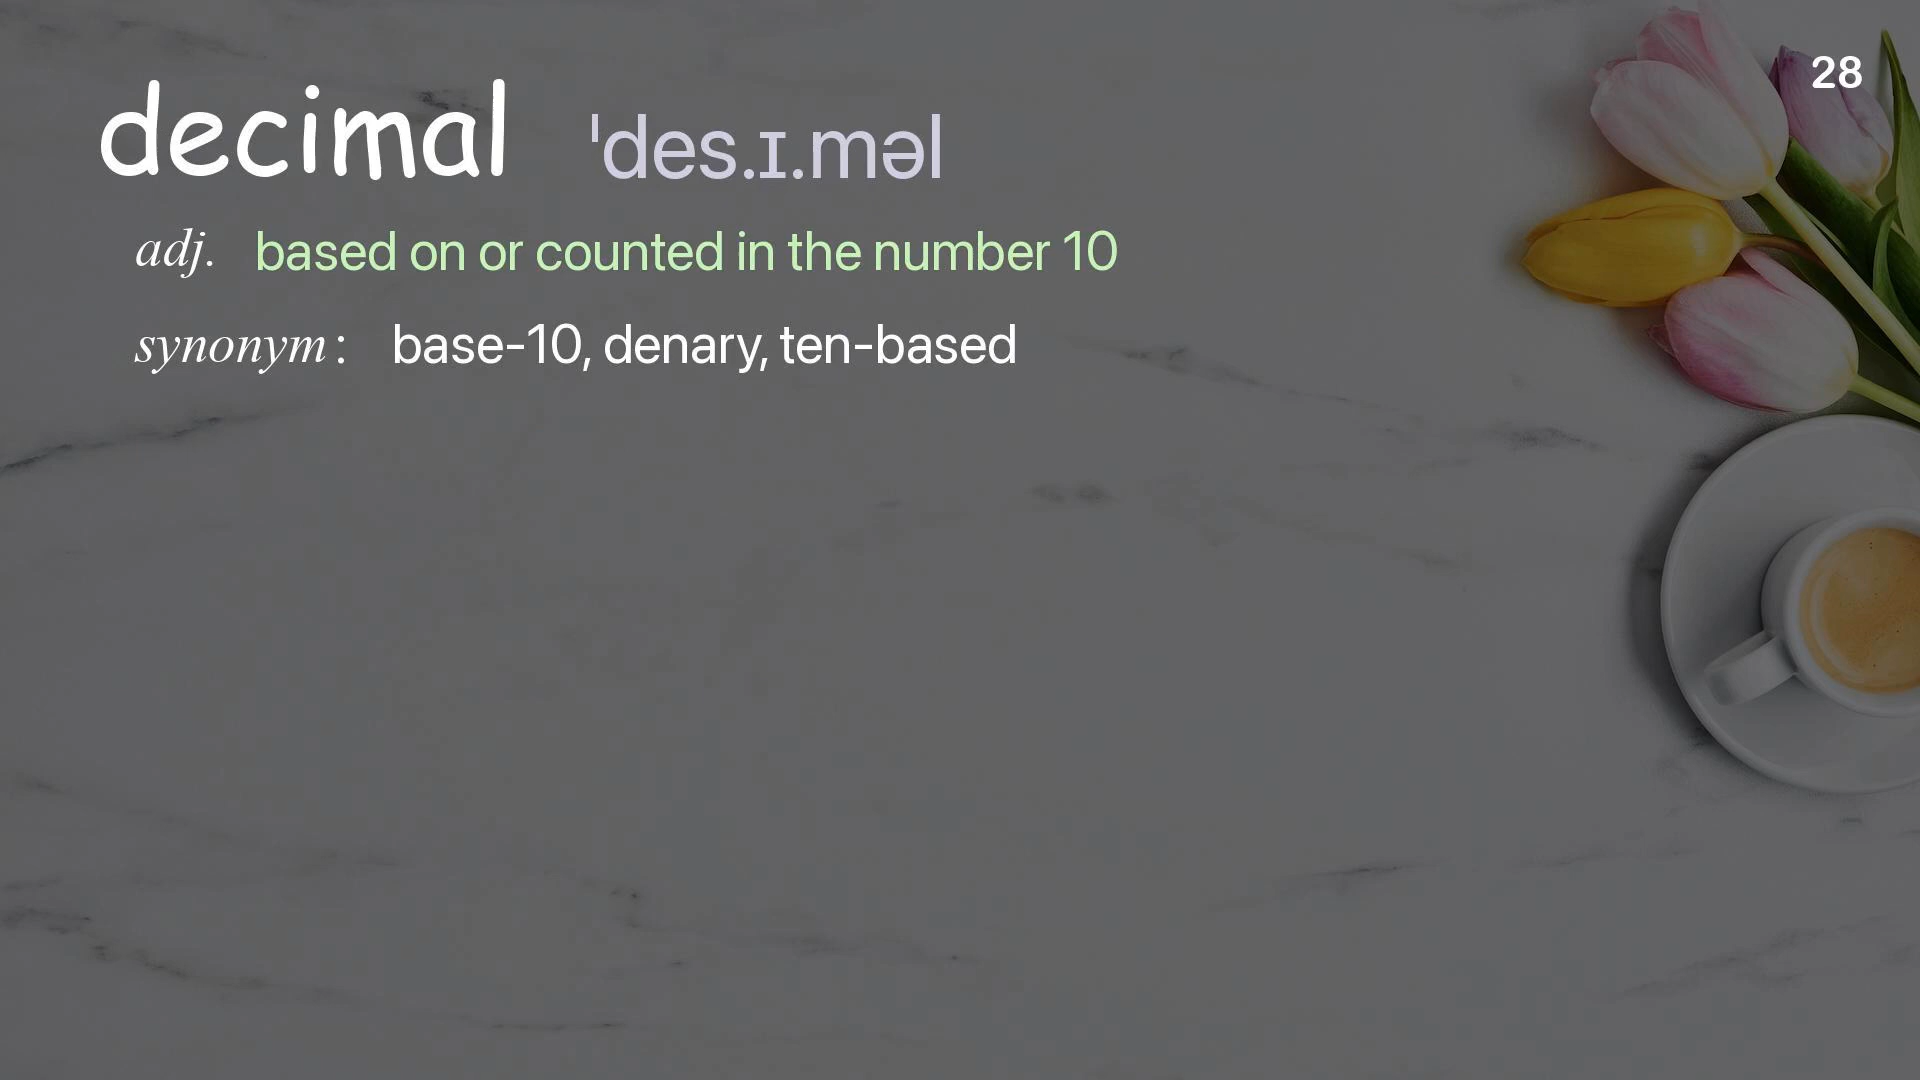 28
decimal ˈdes.ɪ.məl
adj. based on or counted in the number 10
synonym: base-10, denary, ten-based